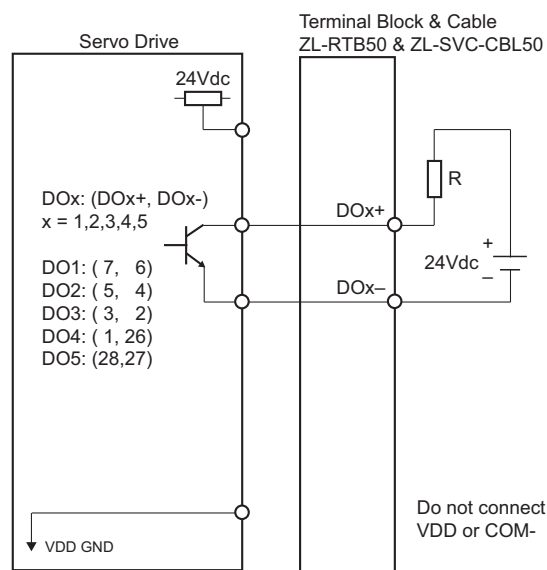 Terminal Block & Cable
Servo Drive
ZL-RTB50 & ZL-SVC-CBL50
24Vdc
DOx: (DOx+, DOx-)
x = 1,2,3,4,5
DO1: ( 7, 6)
DO2: ( 5, 4)
DO3: ( 3, 2)
DO4: ( 1, 26)
DO5: (28,27)
DOx+
DOx–
R
+
24Vdc
–
VDD GND
Do not connect
VDD or COM-